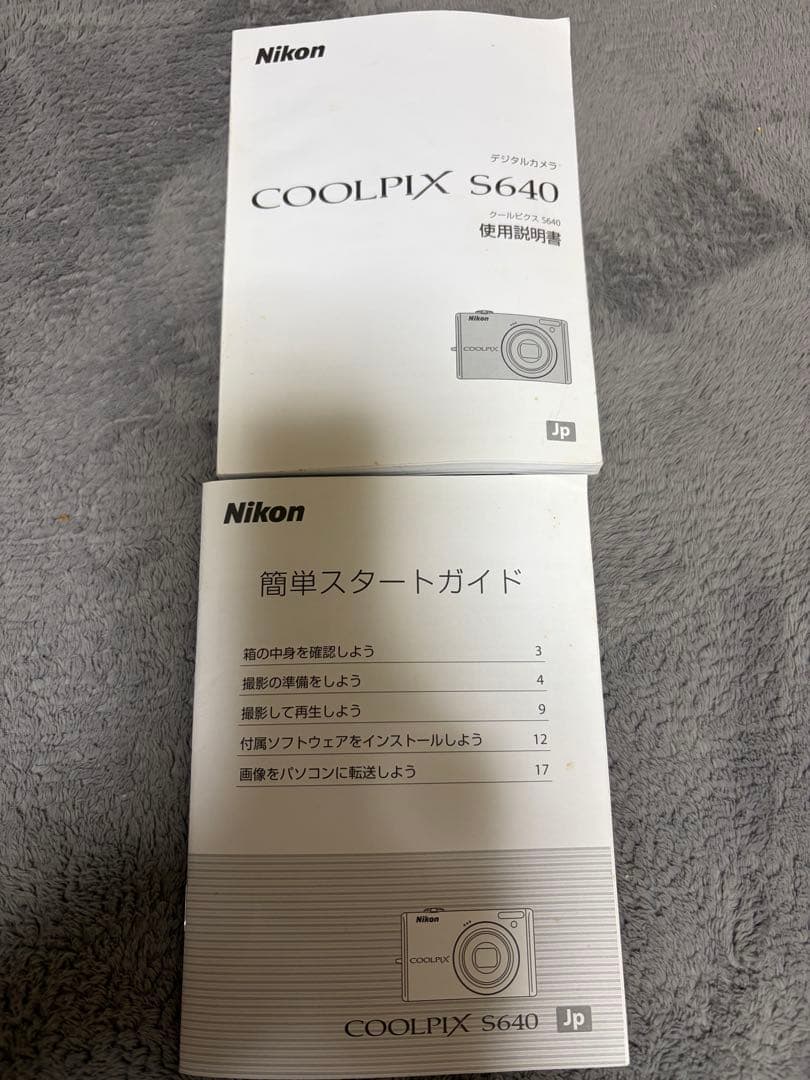 Nikon
デジタルカメラ
COOLPIX S640
クールピクス S640
使用説明書
Nikon
COOLPIX
Jp
Nikon
簡単スタートガイド
箱の中身を確認しよう 3
撮影の準備をしよう 4
撮影して再生しよう 9
付属ソフトウェアをインストールしよう 12
画像をパソコンに転送しよう 17
Nikon
COOLPIX
COOLPIX S640 Jp